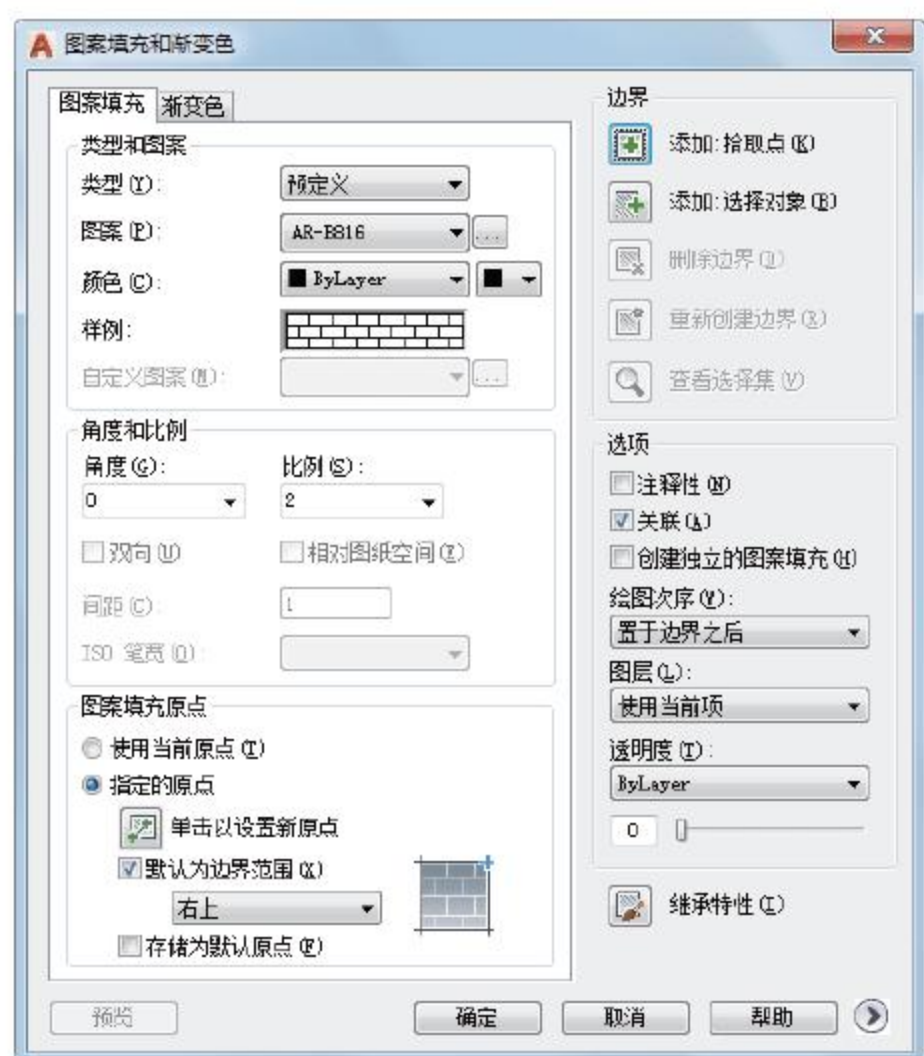 图案填充和渐变色
图案填充 渐变色
类型和图案
类型(Y): 预定义
图案(P): AR-B816 ...
颜色(C): ByLayer
样例:
自定义图案(M): ...
角度和比例
角度(G): 比例(S):
0 2
双向(U) 相对图纸空间(E)
间距(C): 1
ISO 笔宽(O):
图案填充原点
使用当前原点(T)
指定的原点
单击以设置新原点
默认为边界范围(X)
右上
存储为默认原点(F)
边界
添加:拾取点(K)
添加:选择对象(B)
删除边界(D)
重新创建边界(R)
查看选择集(V)
选项
注释性(N)
关联(A)
创建独立的图案填充(H)
绘图次序(W):
置于边界之后
图层(L):
使用当前项
透明度(T):
ByLayer
0
继承特性(I)
预览 确定 取消 帮助